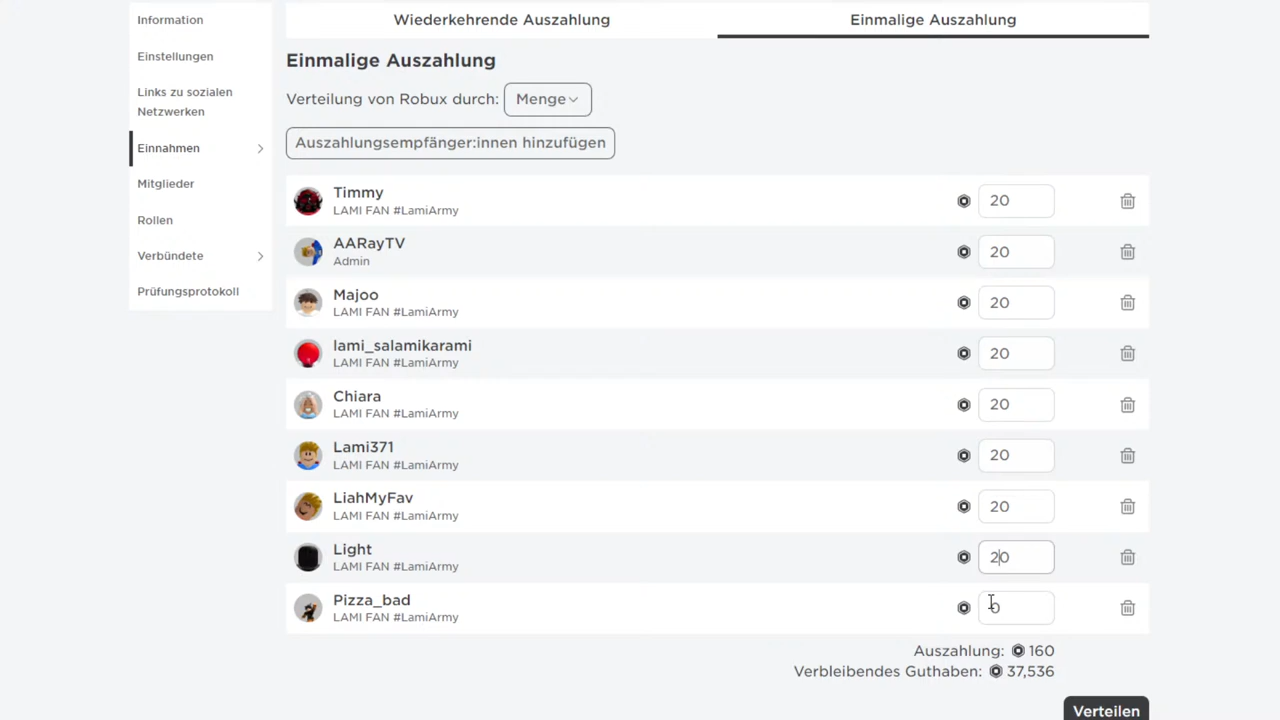 Information
Einstellungen
Links zu sozialen
Netzwerken
Einnahmen
Mitglieder
Rollen
Verbündete
Prüfungsprotokoll
Wiederkehrende Auszahlung
Einmalige Auszahlung
Einmalige Auszahlung
Verteilung von Robux durch: Menge
Auszahlungsempfänger:innen hinzufügen
Timmy
LAMI FAN #LamiArmy
20
AARayTV
Admin
20
Majoo
LAMI FAN #LamiArmy
20
lami_salamikarami
LAMI FAN #LamiArmy
20
Chiara
LAMI FAN #LamiArmy
20
Lami371
LAMI FAN #LamiArmy
20
LiahMyFav
LAMI FAN #LamiArmy
20
Light
LAMI FAN #LamiArmy
20
Pizza_bad
LAMI FAN #LamiArmy
0
Auszahlung: 160
Verbleibendes Guthaben: 37,536
Verteilen